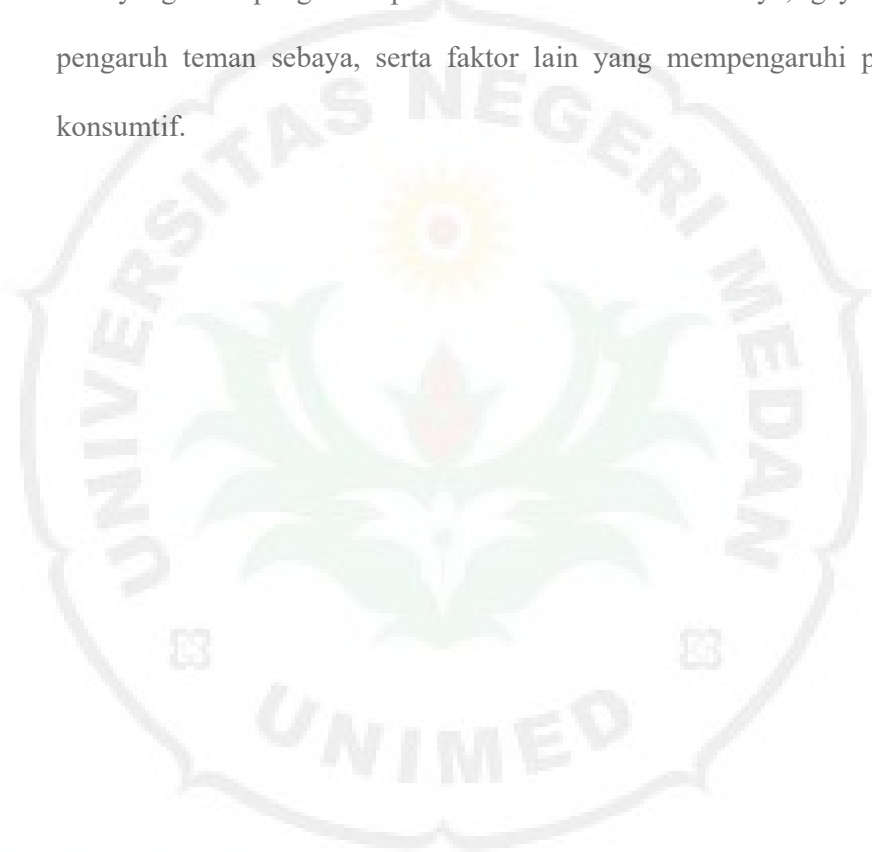 pengaruh teman sebaya, serta faktor lain yang mempengaruhi p
konsumtif.
UNIVERSITAS NEGERI MEDAN
UNIMED